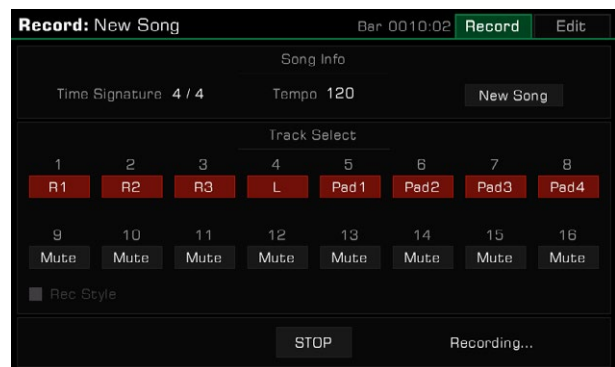 Record: New Song Bar 0010:02 Record Edit
Song Info
Time Signature 4 / 4 Tempo 120 New Song
Track Select
1 2 3 4 5 6 7 8
R1 R2 R3 L Pad1 Pad2 Pad3 Pad4
9 10 11 12 13 14 15 16
Mute Mute Mute Mute Mute Mute Mute Mute
Rec Style
STOP Recording...